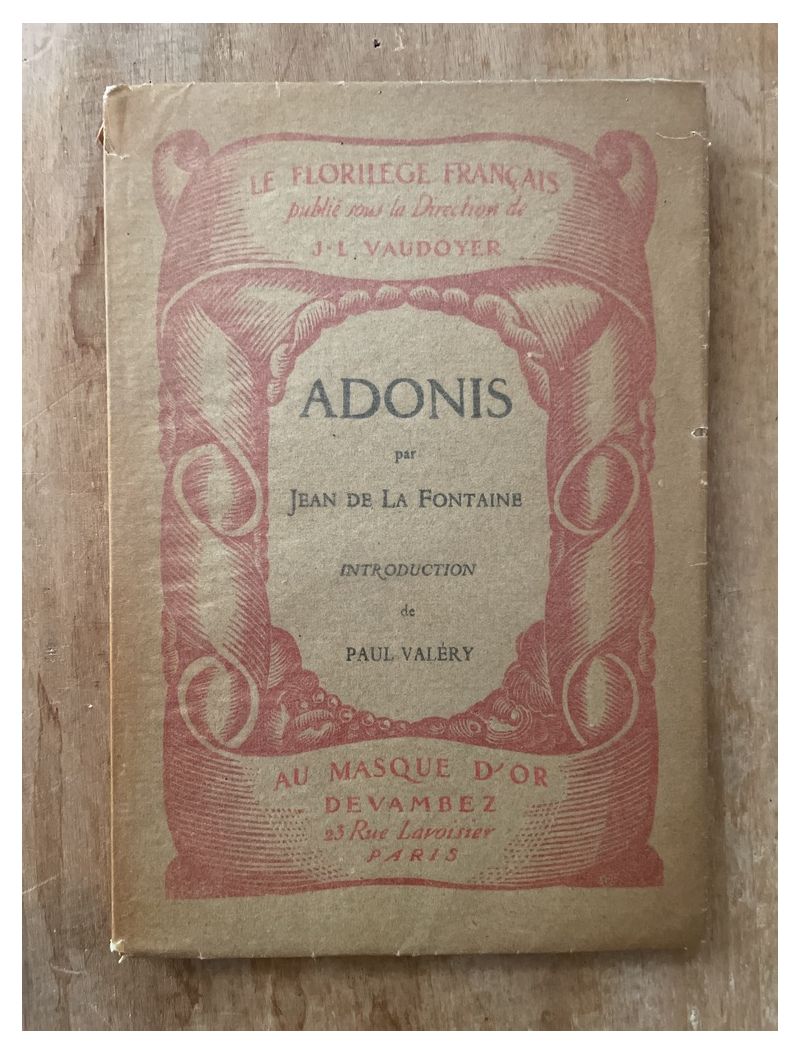 LE FLORILEGE FRANÇAIS
publié sous la Direction de
J·L VAUDOYER
ADONIS
par
JEAN DE LA FONTAINE
INTRODUCTION
de
PAUL VALÉRY
AU MASQUE D'OR
DEVAMBEZ
23 Rue Lavoisier
PARIS